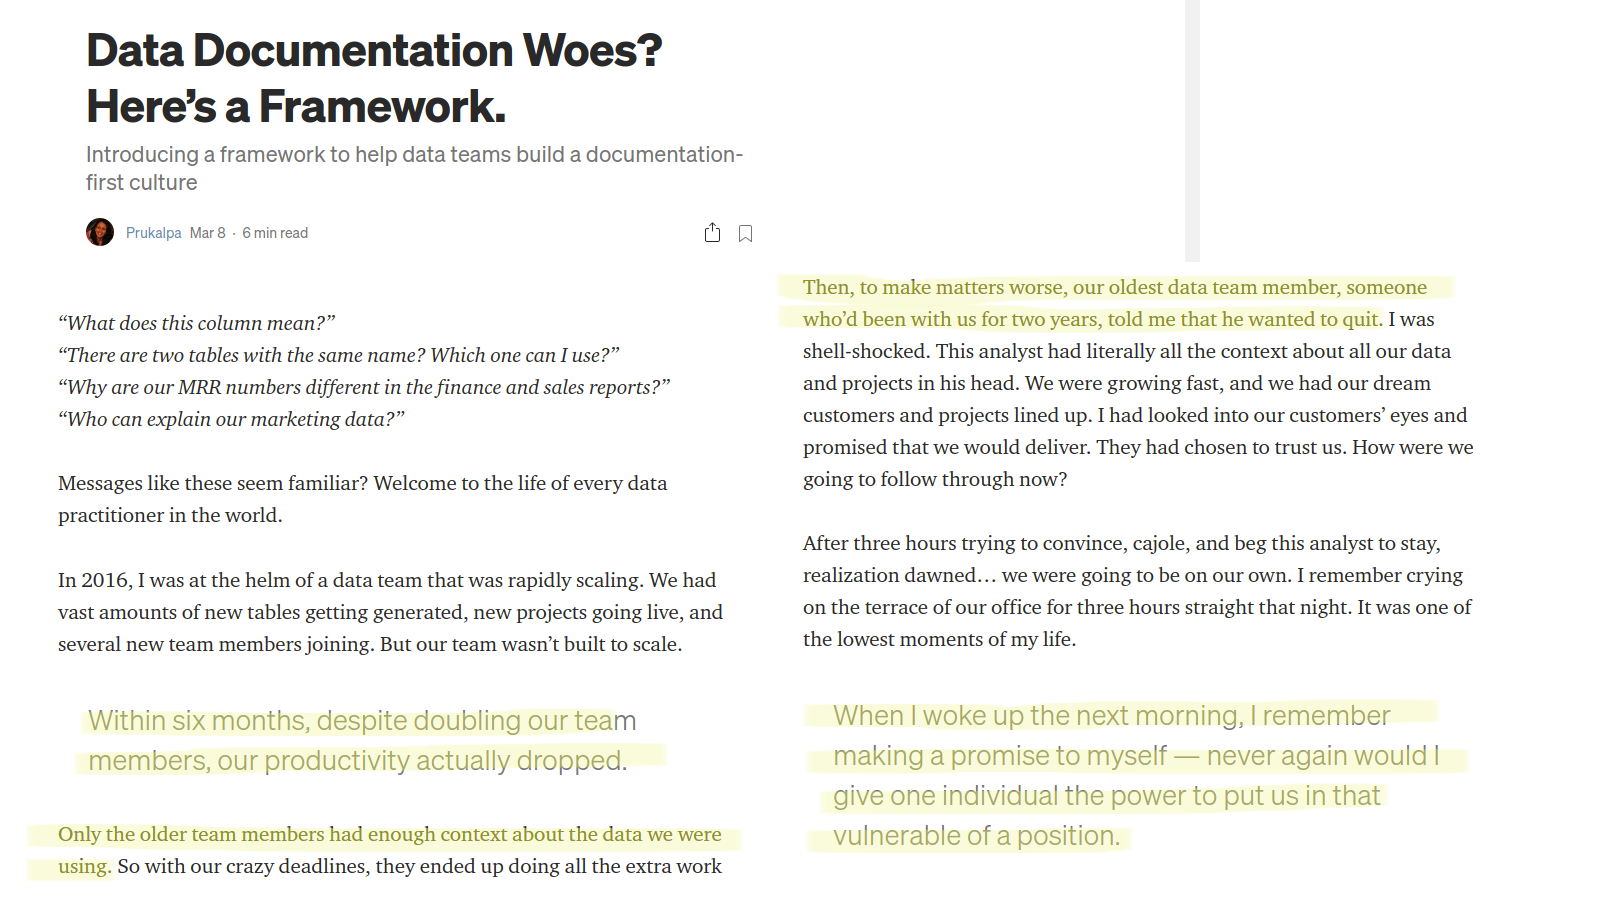 Data Documentation Woes?
Here’s a Framework.
Introducing a framework to help data teams build a documentation-
first culture
Prukalpa Mar 8 · 6 min read
“What does this column mean?”
“There are two tables with the same name? Which one can I use?”
“Why are our MRR numbers different in the finance and sales reports?”
“Who can explain our marketing data?”
Messages like these seem familiar? Welcome to the life of every data
practitioner in the world.
In 2016, I was at the helm of a data team that was rapidly scaling. We had
vast amounts of new tables getting generated, new projects going live, and
several new team members joining. But our team wasn’t built to scale.
Within six months, despite doubling our team
members, our productivity actually dropped.
Only the older team members had enough context about the data we were
using. So with our crazy deadlines, they ended up doing all the extra work
Then, to make matters worse, our oldest data team member, someone
who’d been with us for two years, told me that he wanted to quit. I was
shell-shocked. This analyst had literally all the context about all our data
and projects in his head. We were growing fast, and we had our dream
customers and projects lined up. I had looked into our customers’ eyes and
promised that we would deliver. They had chosen to trust us. How were we
going to follow through now?
After three hours trying to convince, cajole, and beg this analyst to stay,
realization dawned… we were going to be on our own. I remember crying
on the terrace of our office for three hours straight that night. It was one of
the lowest moments of my life.
When I woke up the next morning, I remember
making a promise to myself — never again would I
give one individual the power to put us in that
vulnerable of a position.